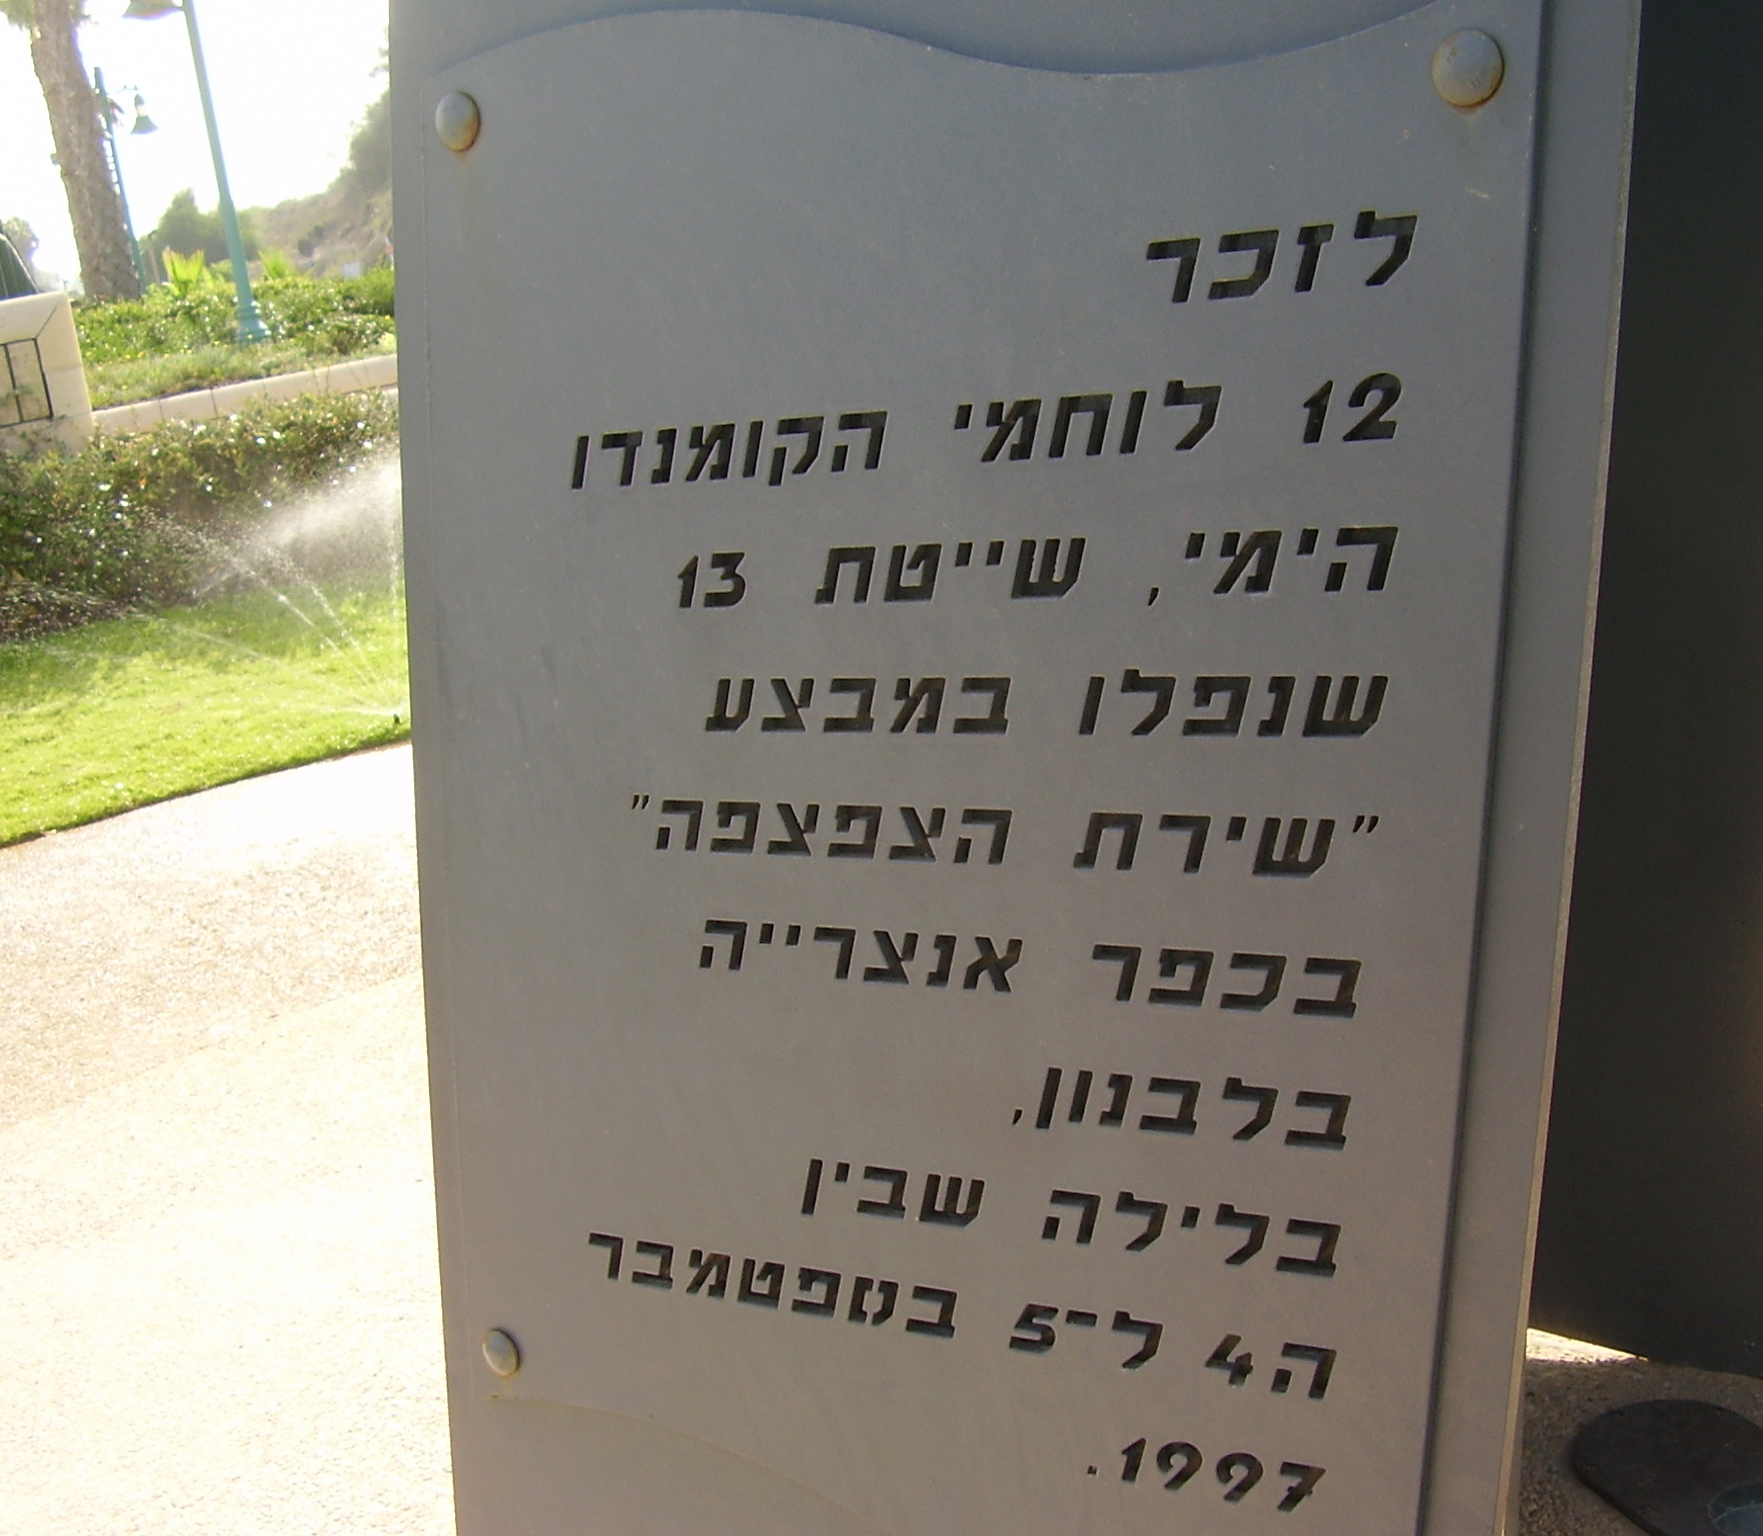 לזכר
12 לוחמי הקומנדו
הימי, שייטת 13
שנפלו במבצע
"שירת הצפצפה"
בכפר אנצרייה
בלבנון,
בלילה שבין
ה4 ל-5 בספטמבר
1997.